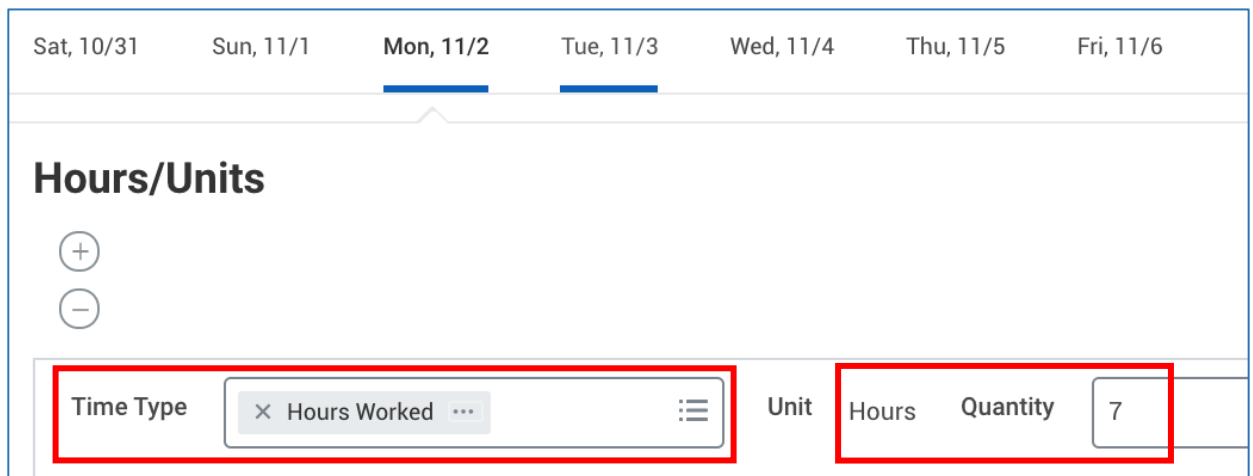 Sat, 10/31 Sun, 11/1 Mon, 11/2 Tue, 11/3 Wed, 11/4 Thu, 11/5 Fri, 11/6
Hours/Units
Time Type × Hours Worked ··· Unit Hours Quantity 7